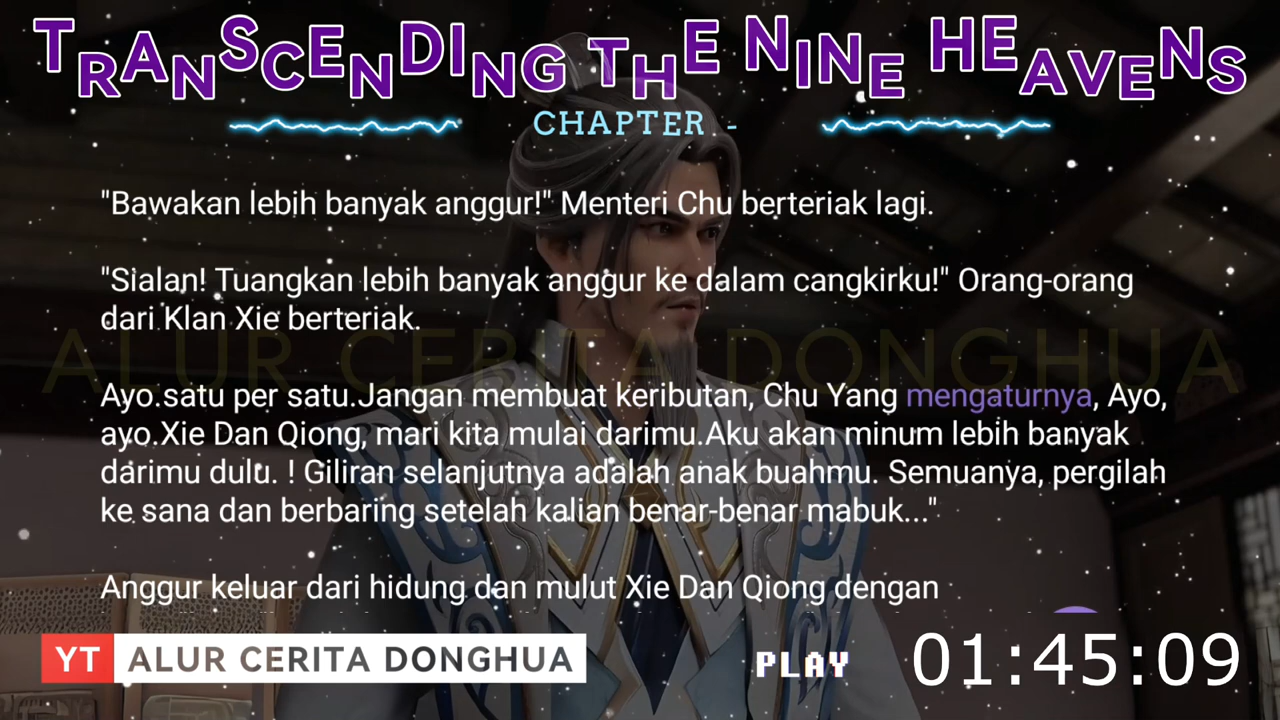 TRANSCENDING THE NINE HEAVENS
CHAPTER -
"Bawakan lebih banyak anggur!" Menteri Chu berteriak lagi.
"Sialan! Tuangkan lebih banyak anggur ke dalam cangkirku!" Orang-orang
dari Klan Xie berteriak.
ALUR CERITA DONGHUA
Ayo.satu per satu.Jangan membuat keributan, Chu Yang mengaturnya, Ayo,
ayo.Xie Dan Qiong, mari kita mulai darimu.Aku akan minum lebih banyak
darimu dulu. ! Giliran selanjutnya adalah anak buahmu. Semuanya, pergilah
ke sana dan berbaring setelah kalian benar-benar mabuk..."
Anggur keluar dari hidung dan mulut Xie Dan Qiong dengan
YT ALUR CERITA DONGHUA
PLAY 01:45:09